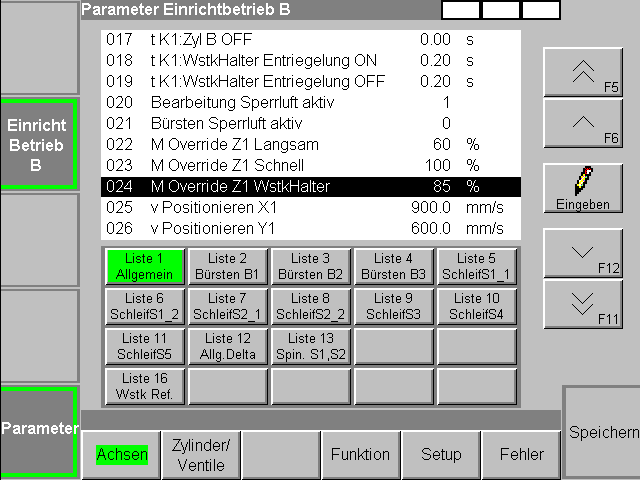 Parameter Einrichtbetrieb B
017 t K1:Zyl B OFF 0.00 s
018 t K1:WstkHalter Entriegelung ON 0.20 s
019 t K1:WstkHalter Entriegelung OFF 0.20 s
020 Bearbeitung Sperrluft aktiv 1
021 Bürsten Sperrluft aktiv 0
022 M Override Z1 Langsam 60 %
023 M Override Z1 Schnell 100 %
024 M Override Z1 WstkHalter 85 %
025 v Positionieren X1 900.0 mm/s
026 v Positionieren Y1 600.0 mm/s
Einricht
Betrieb
B
Parameter
F5
F6
Eingeben
F12
F11
Liste 1
Allgemein
Liste 2
Bürsten B1
Liste 3
Bürsten B2
Liste 4
Bürsten B3
Liste 5
SchleifS1_1
Liste 6
SchleifS1_2
Liste 7
SchleifS2_1
Liste 8
SchleifS2_2
Liste 9
SchleifS3
Liste 10
SchleifS4
Liste 11
SchleifS5
Liste 12
Allg.Delta
Liste 13
Spin. S1,S2
Liste 16
Wstk Ref.
Achsen
Zylinder/
Ventile
Funktion
Setup
Fehler
Speichern